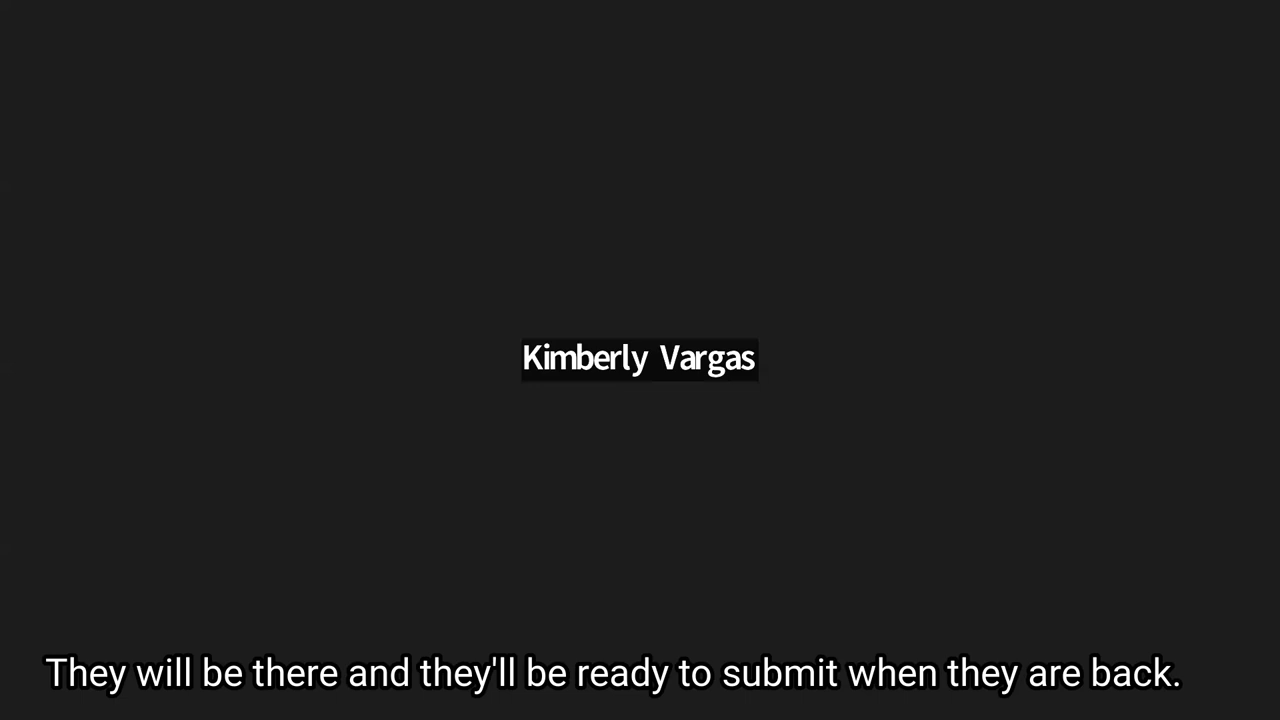 Kimberly Vargas
They will be there and they'll be ready to submit when they are back.